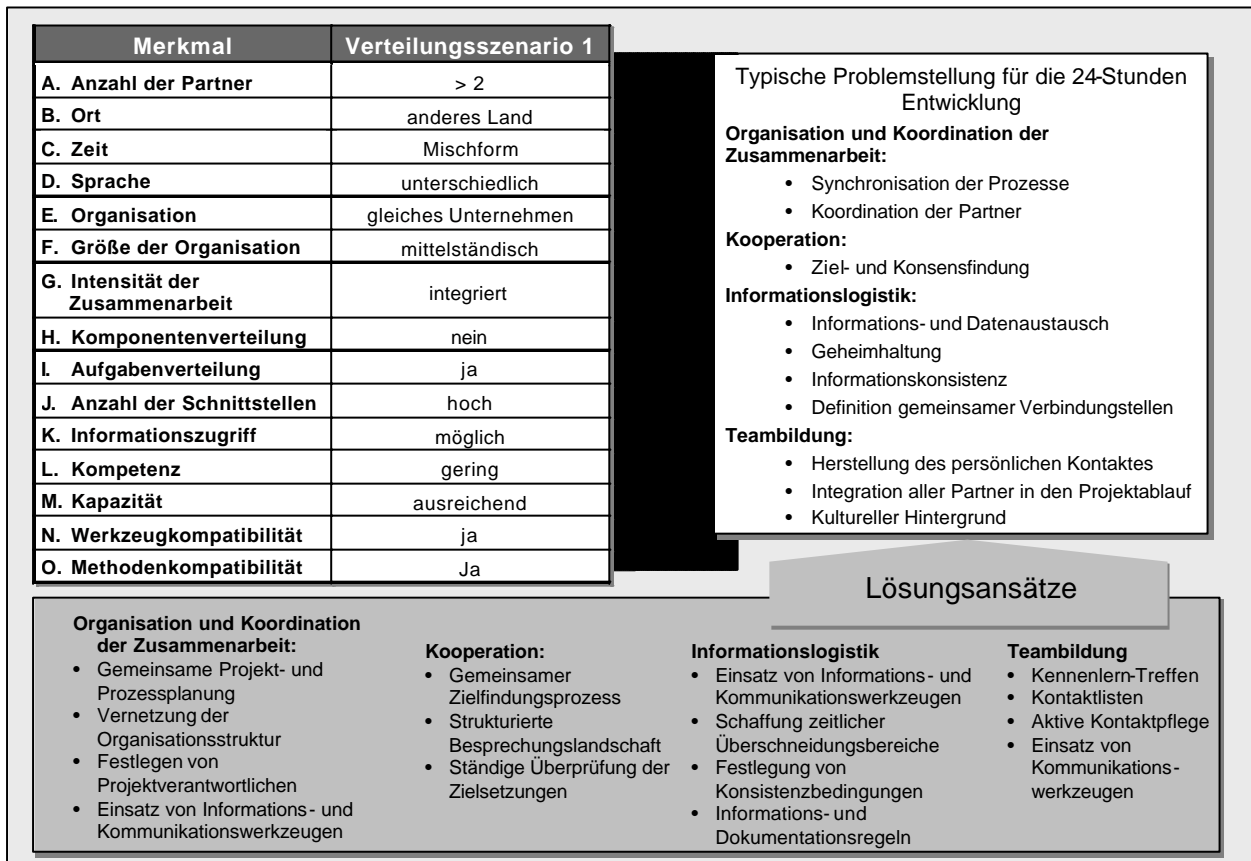 Merkmal Verteilungsszenario 1
A. Anzahl der Partner > 2
B. Ort anderes Land
C. Zeit Mischform
D. Sprache unterschiedlich
E. Organisation gleiches Unternehmen
F. Größe der Organisation mittelständisch
G. Intensität der
Zusammenarbeit integriert
H. Komponentenverteilung nein
I. Aufgabenverteilung ja
J. Anzahl der Schnittstellen hoch
K. Informationszugriff möglich
L. Kompetenz gering
M. Kapazität ausreichend
N. Werkzeugkompatibilität ja
O. Methodenkompatibilität Ja
Typische Problemstellung für die 24-Stunden
Entwicklung
Organisation und Koordination der
Zusammenarbeit:
• Synchronisation der Prozesse
• Koordination der Partner
Kooperation:
• Ziel- und Konsensfindung
Informationslogistik:
• Informations- und Datenaustausch
• Geheimhaltung
• Informationskonsistenz
• Definition gemeinsamer Verbindungstellen
Teambildung:
• Herstellung des persönlichen Kontaktes
• Integration aller Partner in den Projektablauf
• Kultureller Hintergrund
Lösungsansätze
Organisation und Koordination
der Zusammenarbeit:
• Gemeinsame Projekt- und
Prozessplanung
• Vernetzung der
Organisationsstruktur
• Festlegen von
Projektverantwortlichen
• Einsatz von Informations- und
Kommunikationswerkzeugen
Kooperation:
• Gemeinsamer
Zielfindungsprozess
• Strukturierte
Besprechungslandschaft
• Ständige Überprüfung der
Zielsetzungen
Informationslogistik
• Einsatz von Informations- und
Kommunikationswerkzeugen
• Schaffung zeitlicher
Überschneidungsbereiche
• Festlegung von
Konsistenzbedingungen
• Informations- und
Dokumentationsregeln
Teambildung
• Kennenlern-Treffen
• Kontaktlisten
• Aktive Kontaktpflege
• Einsatz von
Kommunikations-
werkzeugen